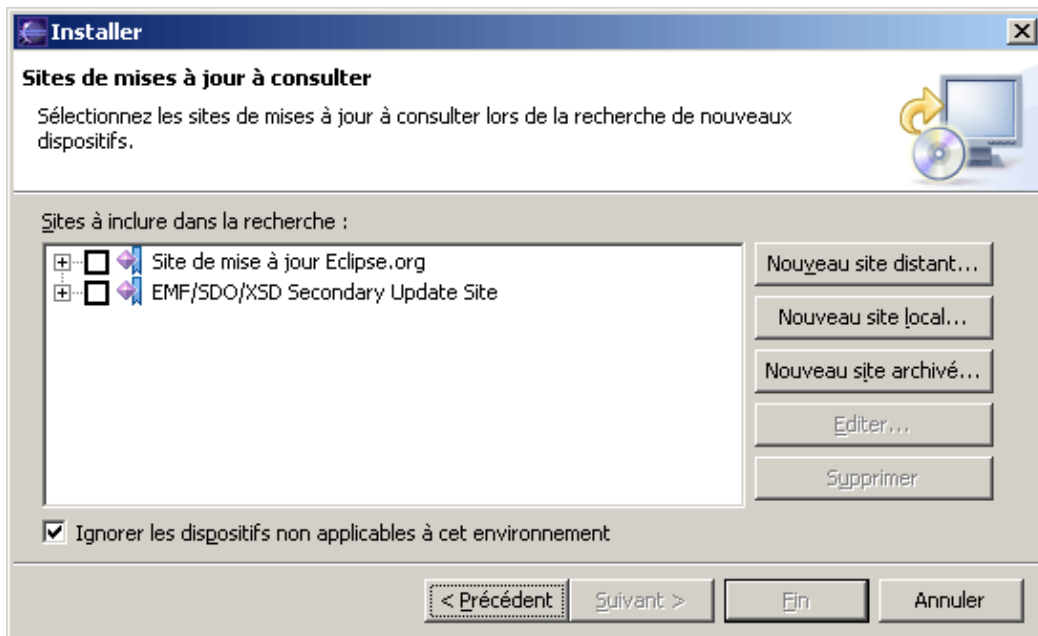 Installer
Sites de mises à jour à consulter
Sélectionnez les sites de mises à jour à consulter lors de la recherche de nouveaux
dispositifs.
Sites à inclure dans la recherche :
Site de mise à jour Eclipse.org
EMF/SDO/XSD Secondary Update Site
Nouveau site distant...
Nouveau site local...
Nouveau site archivé...
Editer...
Supprimer
Ignorer les dispositifs non applicables à cet environnement
< Précédent
Suivant >
Fin
Annuler